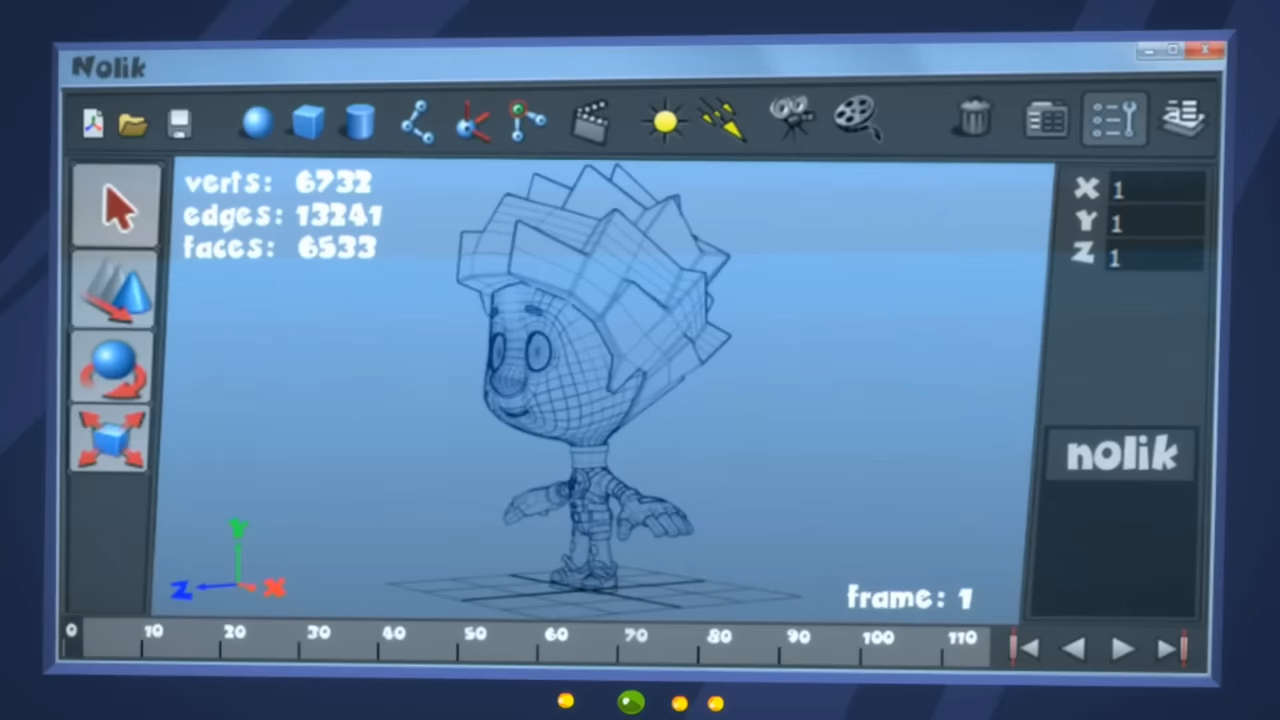 Nolik
verts: 6732
edges: 13241
faces: 6533
X 1
Y 1
Z 1
nolik
Y
Z X
frame: 1
0 10 20 30 40 50 60 70 80 90 100 110